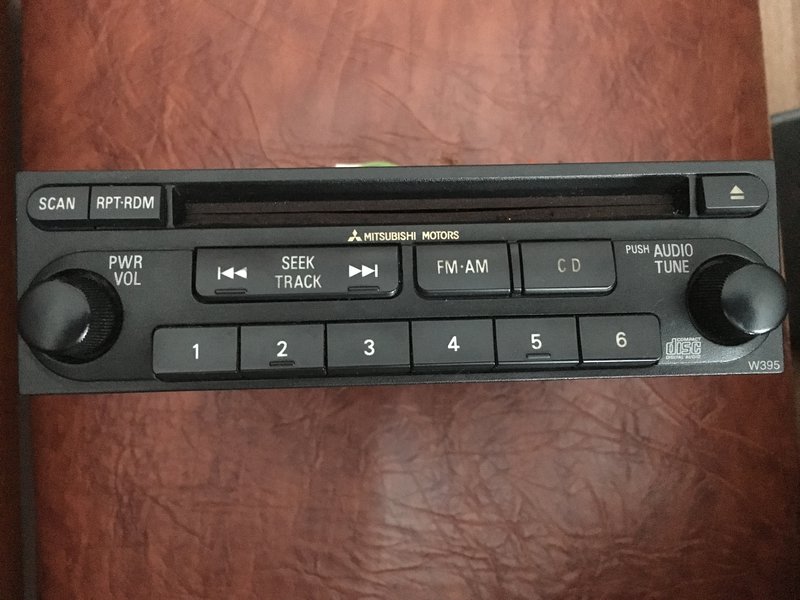 SCAN RPT·RDM
MITSUBISHI MOTORS
PWR
VOL
SEEK
TRACK
FM·AM
CD
PUSH AUDIO
TUNE
1 2 3 4 5 6
COMPACT
disc
DIGITAL AUDIO
W395